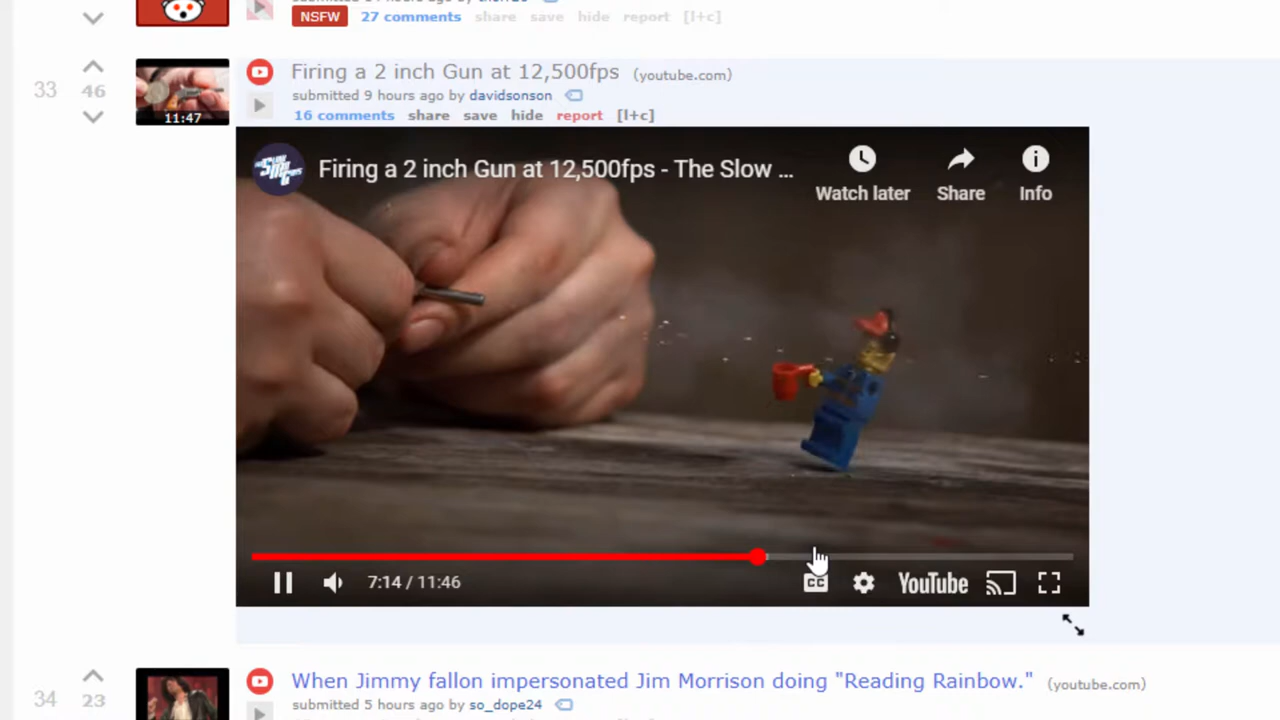 NSFW 27 comments share save hide report [l+c]
33
46
11:47
Firing a 2 inch Gun at 12,500fps (youtube.com)
submitted 9 hours ago by davidsonson
16 comments share save hide report [l+c]
Firing a 2 inch Gun at 12,500fps - The Slow ...
Watch later Share Info
7:14 / 11:46
CC
YouTube
34
23
When Jimmy fallon impersonated Jim Morrison doing "Reading Rainbow." (youtube.com)
submitted 5 hours ago by so_dope24